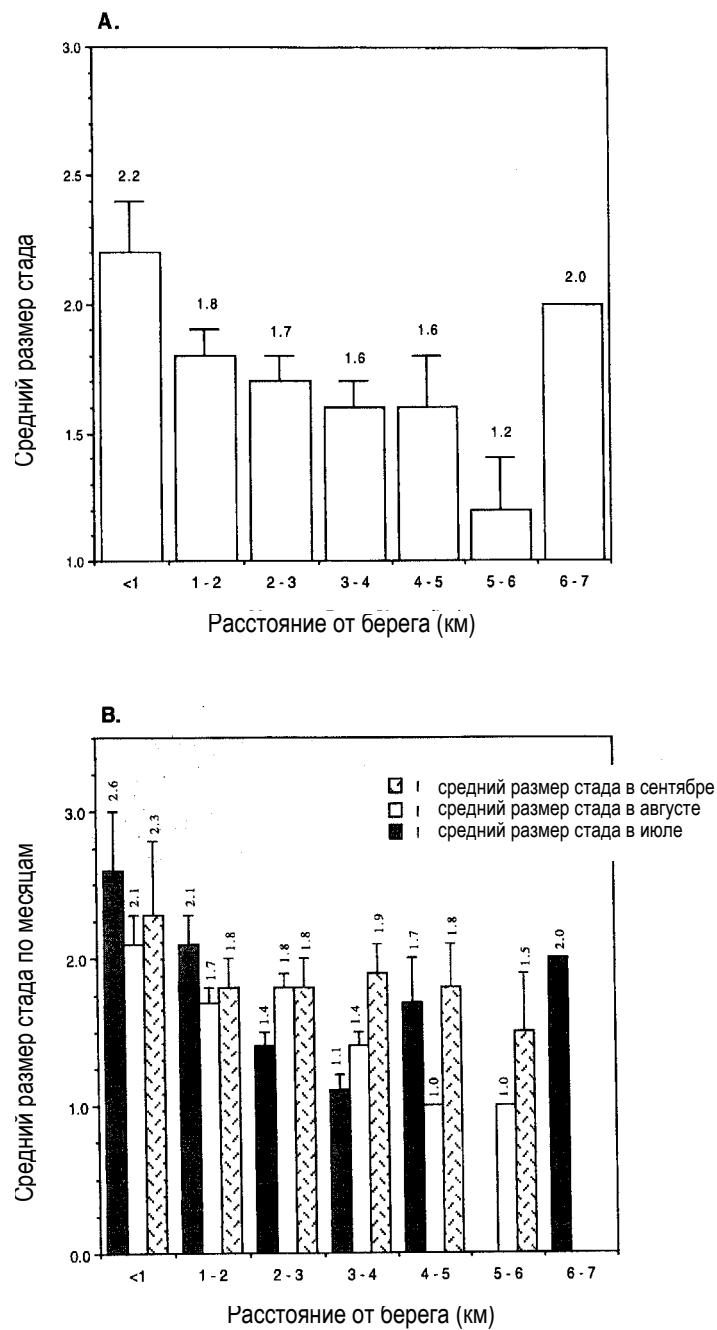 A.
Средний размер стада
3.0
2.5
2.0
1.5
1.0
2.2
1.8
1.7
1.6
1.6
1.2
2.0
<1
1 - 2
2 - 3
3 - 4
4 - 5
5 - 6
6 - 7
Расстояние от берега (км)
B.
Средний размер стада по месяцам
3.0
2.0
1.0
0.0
средний размер стада в сентябре
средний размер стада в августе
средний размер стада в июле
2.6
2.1
2.3
2.1
1.7
1.8
1.4
1.8
1.8
1.1
1.4
1.9
1.7
1.0
1.8
1.0
1.5
2.0
<1
1 - 2
2 - 3
3 - 4
4 - 5
5 - 6
6 - 7
Расстояние от берега (км)